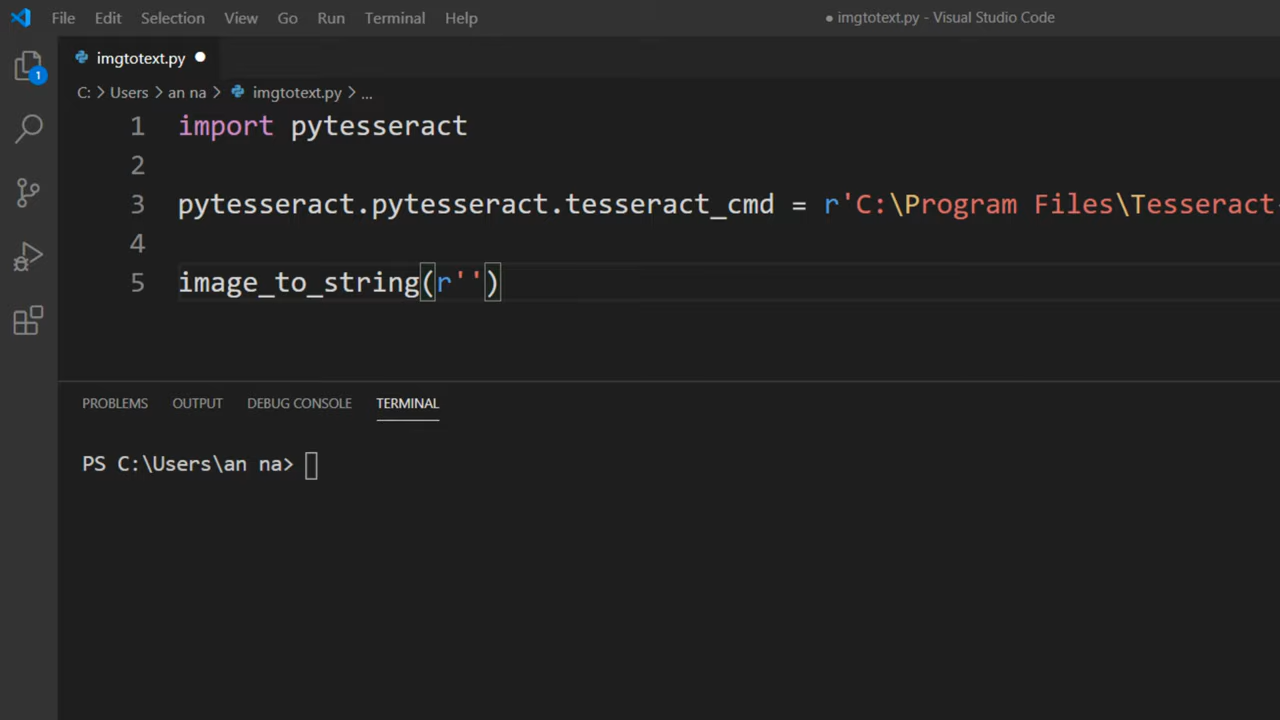 File Edit Selection View Go Run Terminal Help ● imgtotext.py - Visual Studio Code
imgtotext.py ●
1
C: > Users > an na > imgtotext.py > ...
1 import pytesseract
2
3 pytesseract.pytesseract.tesseract_cmd = r'C:\Program Files\Tesseract
4
5 image_to_string(r'')
PROBLEMS OUTPUT DEBUG CONSOLE TERMINAL
PS C:\Users\an na>